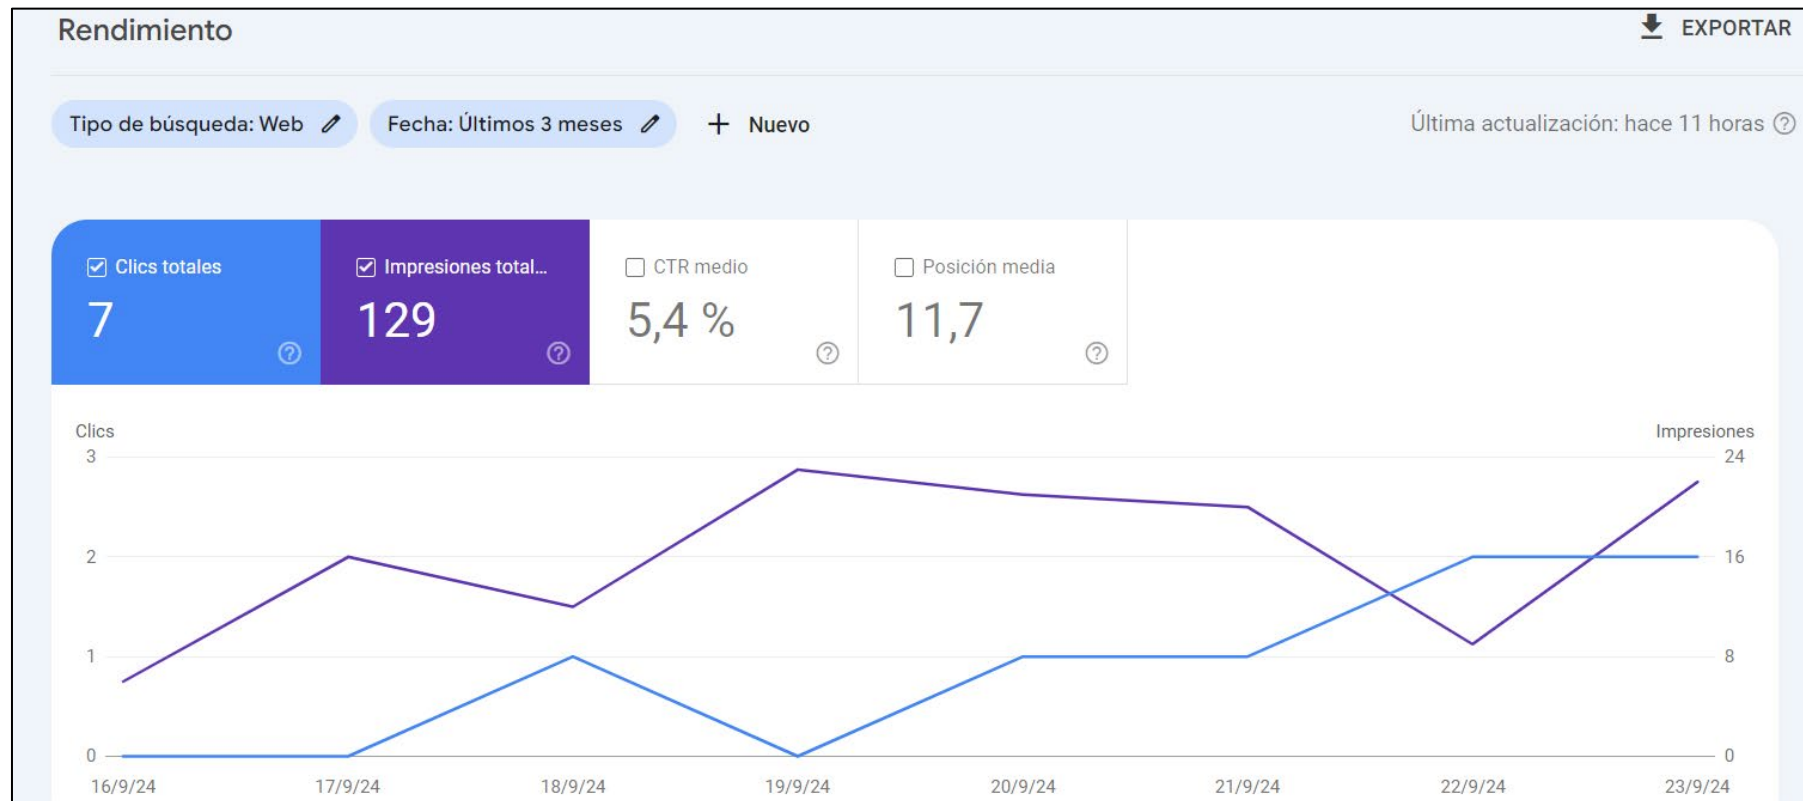 Rendimiento
EXPORTAR
Tipo de búsqueda: Web
Fecha: Últimos 3 meses
+ Nuevo
Última actualización: hace 11 horas
Clics totales
Impresiones total...
CTR medio
Posición media
7
129
5,4 %
11,7
Clics
Impresiones
3
24
2
16
1
8
0
0
16/9/24
17/9/24
18/9/24
19/9/24
20/9/24
21/9/24
22/9/24
23/9/24